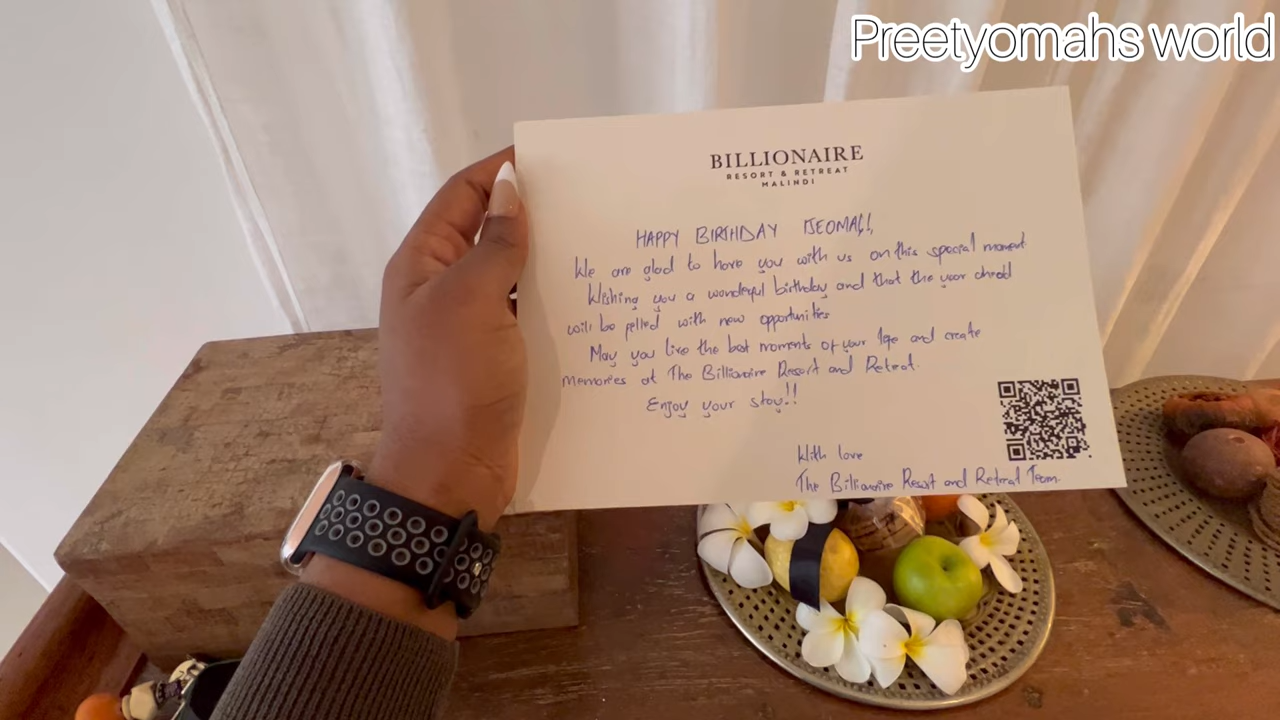 Preetyomahs world
BILLIONAIRE
RESORT & RETREAT
MALINDI
HAPPY BIRTHDAY IJEOMA!!
We are glad to have you with us on this special moment
Wishing you a wonderful birthday and that the year ahead
will be filled with new opportunities
May you live the best moments of your life and create
Memories at The Billionaire Resort and Retreat.
Enjoy your stay!!
With love
The Billionaire Resort and Retreat Team